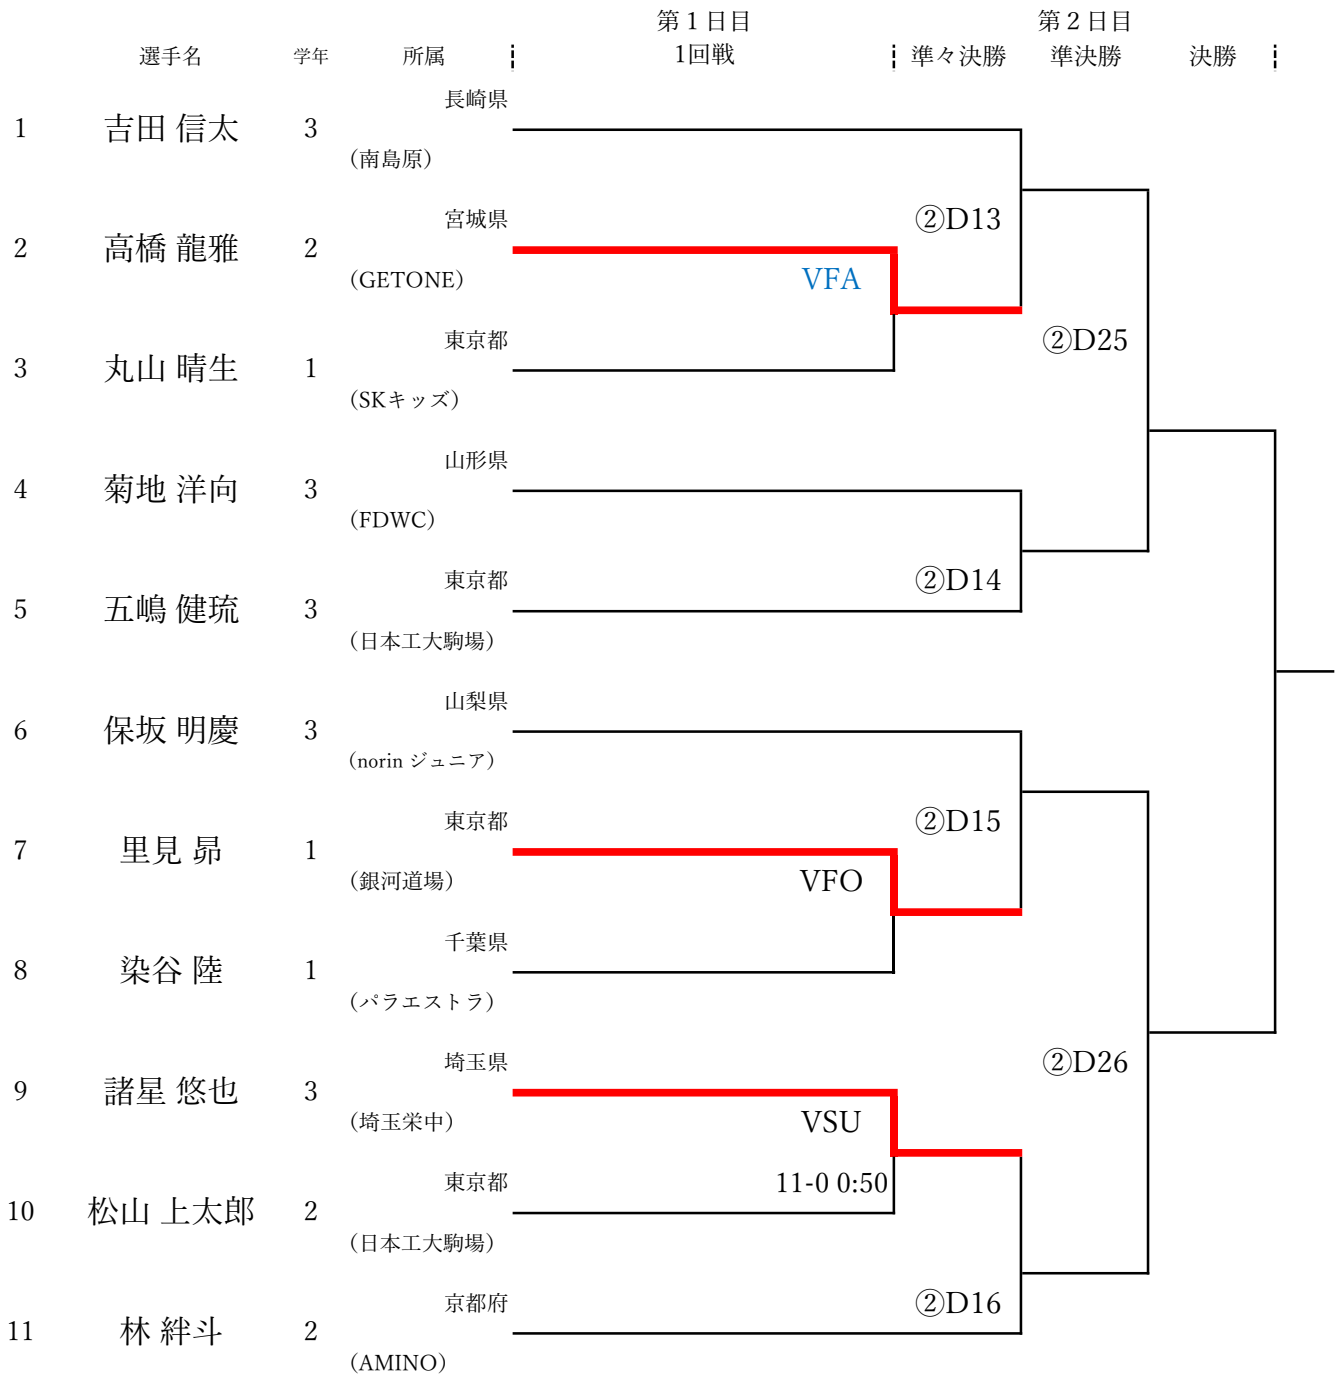 第１日目 第２日目
選手名 学年 所属 1回戦 準々決勝 準決勝 決勝
長崎県
1 吉田 信太 3
(南島原)
宮城県 ②D13
2 高橋 龍雅 2
(GETONE) VFA
東京都 ②D25
3 丸山 晴生 1
(SKキッズ)
山形県
4 菊地 洋向 3
(FDWC)
東京都 ②D14
5 五嶋 健琉 3
(日本工大駒場)
山梨県
6 保坂 明慶 3
(norin ジュニア)
東京都 ②D15
7 里見 昴 1
(銀河道場) VFO
千葉県
8 染谷 陸 1
(パラエストラ)
埼玉県 ②D26
9 諸星 悠也 3
(埼玉栄中) VSU
東京都 11-0 0:50
10 松山 上太郎 2
(日本工大駒場)
京都府 ②D16
11 林 絆斗 2
(AMINO)